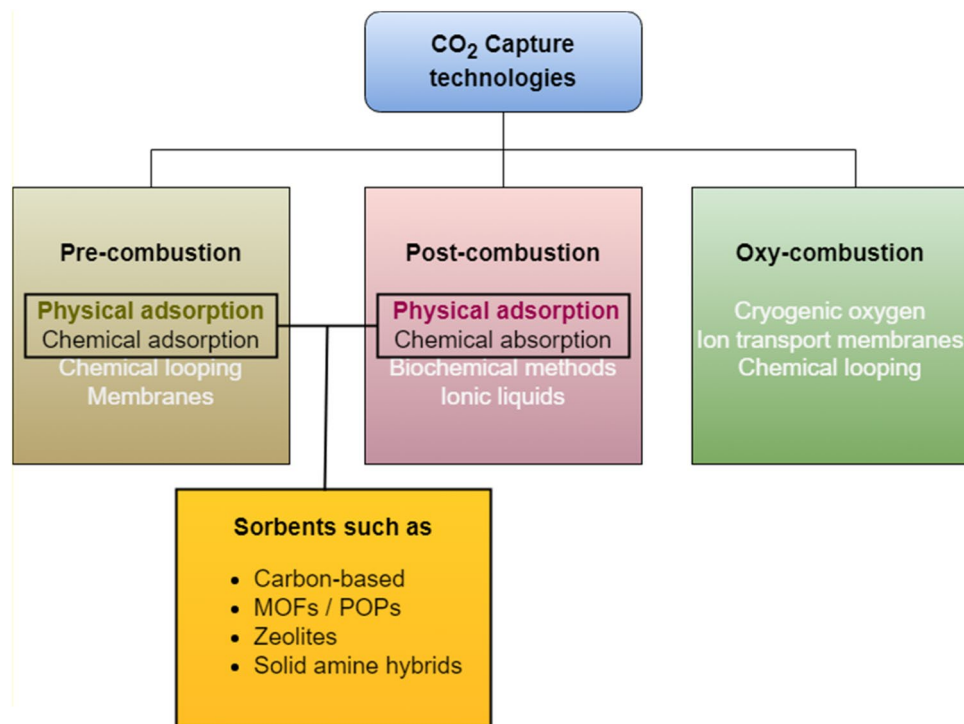 CO₂ Capture
technologies
Pre-combustion
Physical adsorption
Chemical adsorption
Chemical looping
Membranes
Post-combustion
Physical adsorption
Chemical absorption
Biochemical methods
Ionic liquids
Oxy-combustion
Cryogenic oxygen
Ion transport membranes
Chemical looping
Sorbents such as
• Carbon-based
• MOFs / POPs
• Zeolites
• Solid amine hybrids